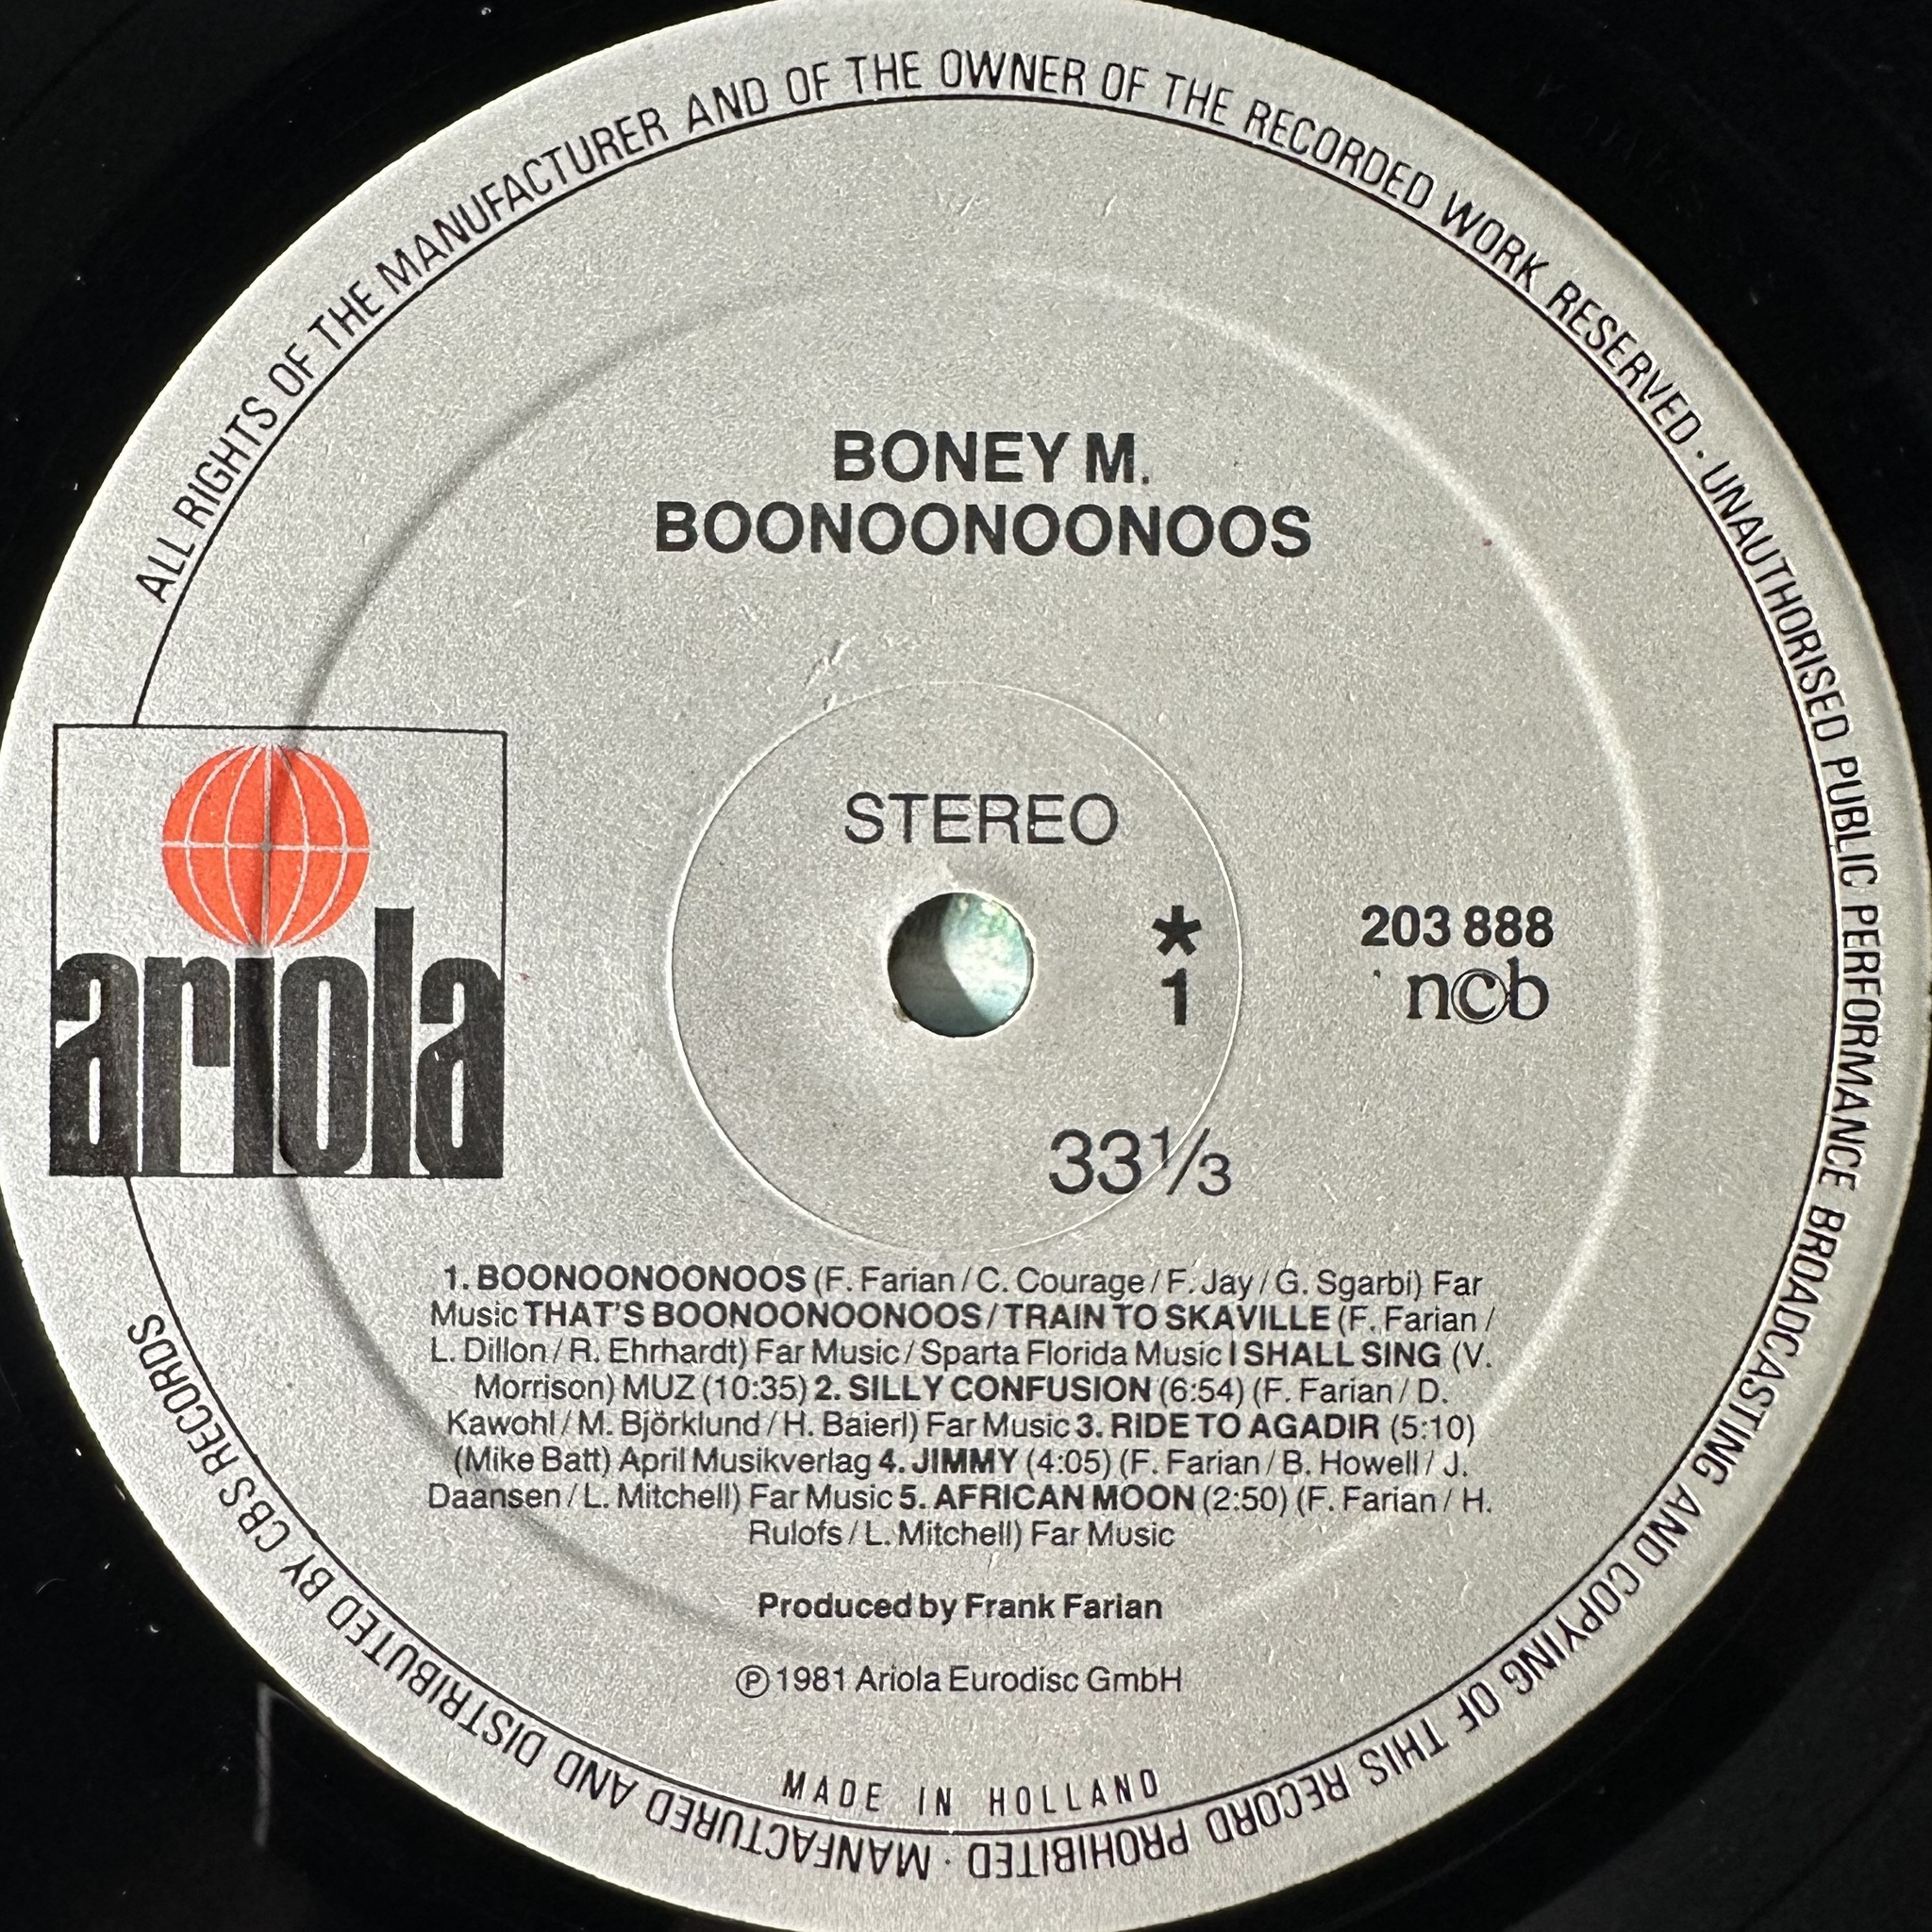 ALL RIGHTS OF THE MANUFACTURER AND OF THE OWNER OF THE RECORDED WORK RESERVED · UNAUTHORISED PUBLIC PERFORMANCE BROADCASTING AND COPYING OF THIS RECORD PROHIBITED · MANFACTURED AND DISTRIBUTED BY CBS RECORDS
BONEY M.
BOONOONOONOOS
ariola
STEREO
*
1
203 888
n©b
33 1/3
1. BOONOONOONOOS (F. Farian / C. Courage / F. Jay / G. Sgarbi) Far
Music THAT'S BOONOONOONOOS / TRAIN TO SKAVILLE (F. Farian /
L. Dillon / R. Ehrhardt) Far Music / Sparta Florida Music I SHALL SING (V.
Morrison) MUZ (10:35) 2. SILLY CONFUSION (6:54) (F. Farian / D.
Kawohl / M. Björklund / H. Baierl) Far Music 3. RIDE TO AGADIR (5:10)
(Mike Batt) April Musikverlag 4. JIMMY (4:05) (F. Farian / B. Howell / J.
Daansen / L. Mitchell) Far Music 5. AFRICAN MOON (2:50) (F. Farian / H.
Rulofs / L. Mitchell) Far Music
Produced by Frank Farian
℗ 1981 Ariola Eurodisc GmbH
MADE IN HOLLAND